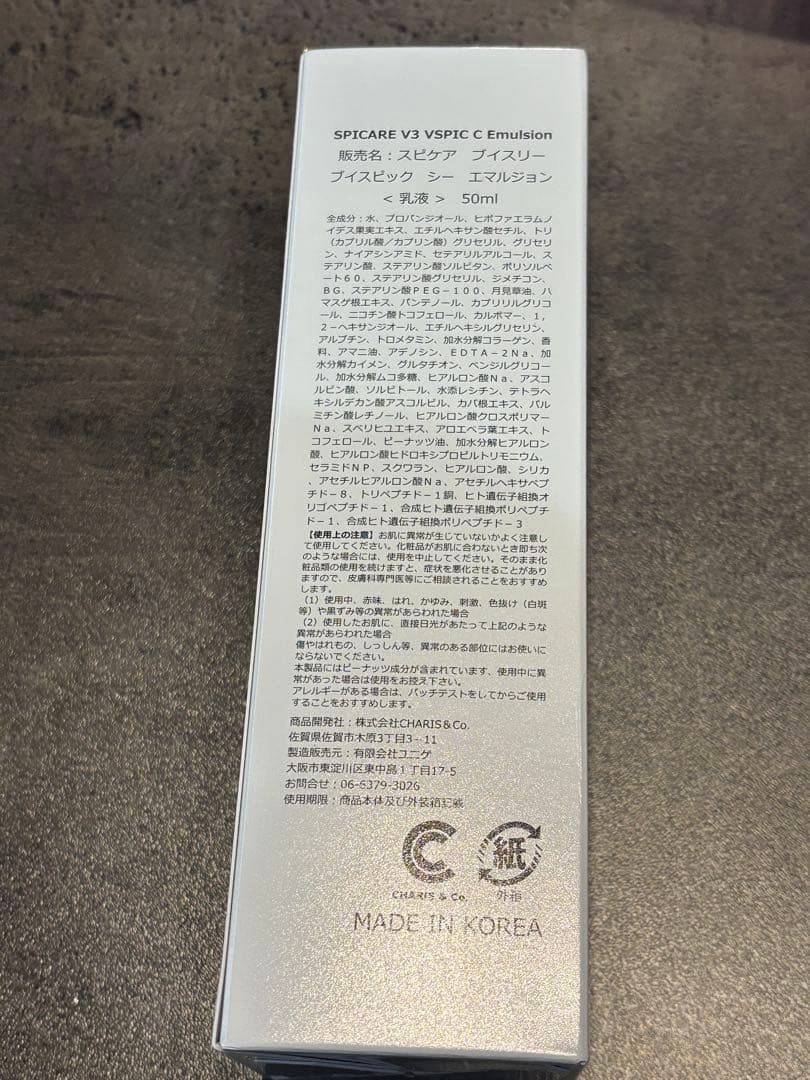 SPICARE V3 VSPIC C Emulsion
販売名：スピケア　ブイスリー
ブイスピック　シー　エマルジョン
＜ 乳液 ＞　50ml
全成分：水、プロパンジオール、ヒポファエラムノ
イデス果実エキス、エチルヘキサン酸セチル、トリ
（カプリル酸／カプリン酸）グリセリル、グリセリ
ン、ナイアシンアミド、セテアリルアルコール、ス
テアリン酸、ステアリン酸ソルビタン、ポリソルベ
ート６０、ステアリン酸グリセリル、ジメチコン、
ＢＧ、ステアリン酸ＰＥＧ－１００、月見草油、ハ
マスゲ根エキス、パンテノール、カプリリルグリコ
ール、ニコチン酸トコフェロール、カルボマー、１，
２－ヘキサンジオール、エチルヘキシルグリセリン、
アルブチン、トロメタミン、加水分解コラーゲン、香
料、アマニ油、アデノシン、ＥＤＴＡ－２Ｎａ、加
水分解カイメン、グルタチオン、ベンジルグリコー
ル、加水分解ムコ多糖、ヒアルロン酸Ｎａ、アスコ
ルビン酸、ソルビトール、水添レシチン、テトラヘ
キシルデカン酸アスコルビル、カバ根エキス、パル
ミチン酸レチノール、ヒアルロン酸クロスポリマー
Ｎａ、スベリヒユエキス、アロエベラ葉エキス、ト
コフェロール、ピーナッツ油、加水分解ヒアルロン
酸、ヒアルロン酸ヒドロキシプロピルトリモニウム、
セラミドＮＰ、スクワラン、ヒアルロン酸、シリカ
、アセチルヒアルロン酸Ｎａ、アセチルヘキサペプ
チド－８、トリペプチド－１銅、ヒト遺伝子組換オ
リゴペプチド－１、合成ヒト遺伝子組換ポリペプチ
ド－１、合成ヒト遺伝子組換ポリペプチド－３
【使用上の注意】お肌に異常が生じていないかよく注意し
て使用してください。化粧品がお肌に合わないとき即ち次
のような場合には、使用を中止してください。そのまま化
粧品類の使用を続けますと、症状を悪化させることがあり
ますので、皮膚科専門医等にご相談されることをおすすめ
します。
（1）使用中、赤味、はれ、かゆみ、刺激、色抜け（白斑
等）や黒ずみ等の異常があらわれた場合
（2）使用したお肌に、直接日光があたって上記のような
異常があらわれた場合
傷やはれもの、しっしん等、異常のある部位にはお使いに
ならないでください。
本製品にはピーナッツ成分が含まれています、使用中に異
常があった場合は使用をお控え下さい。
アレルギーがある場合は、パッチテストをしてからご使用
することをおすすめします。
商品開発社：株式会社CHARIS＆Co.
佐賀県佐賀市木原3丁目3－11
製造販売元：有限会社ユニゲ
大阪市東淀川区東中島１丁目17-5
お問合せ：06-6379-3026
使用期限：商品本体及び外装箱記載
CHARIS & Co.
紙
外箱
MADE IN KOREA